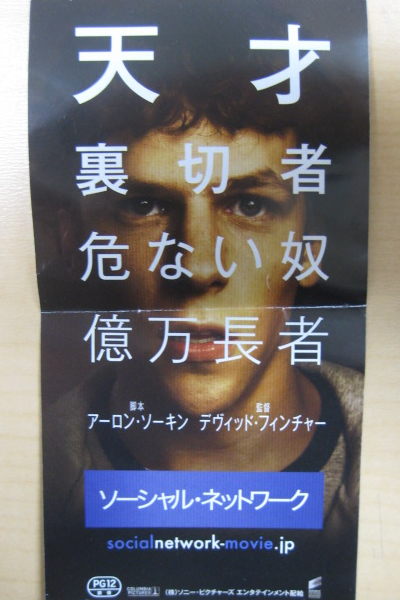 天才
裏切者
危ない奴
億万長者
脚本 監督
アーロン・ソーキン デヴィッド・フィンチャー
ソーシャル・ネットワーク
socialnetwork-movie.jp
PG12
COLUMBIA PICTURES
(株)ソニー・ピクチャーズ エンタテインメント配給